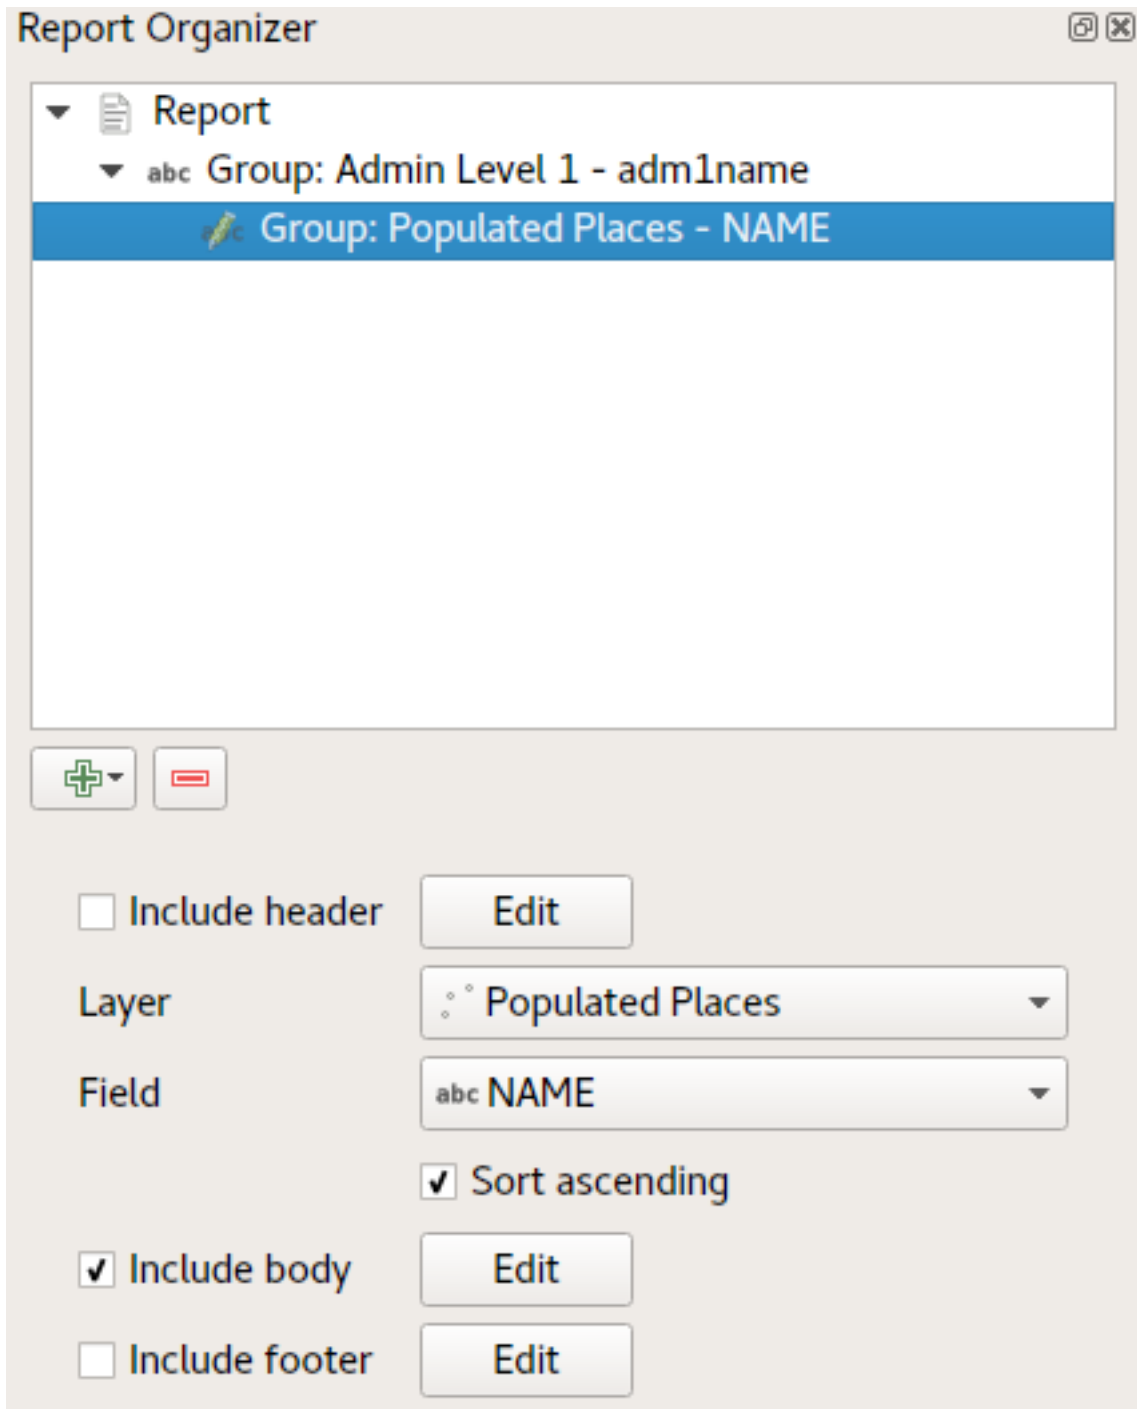 Report Organizer
Report
abc Group: Admin Level 1 - adm1name
Group: Populated Places - NAME
Include header Edit
Layer Populated Places
Field abc NAME
Sort ascending
Include body Edit
Include footer Edit